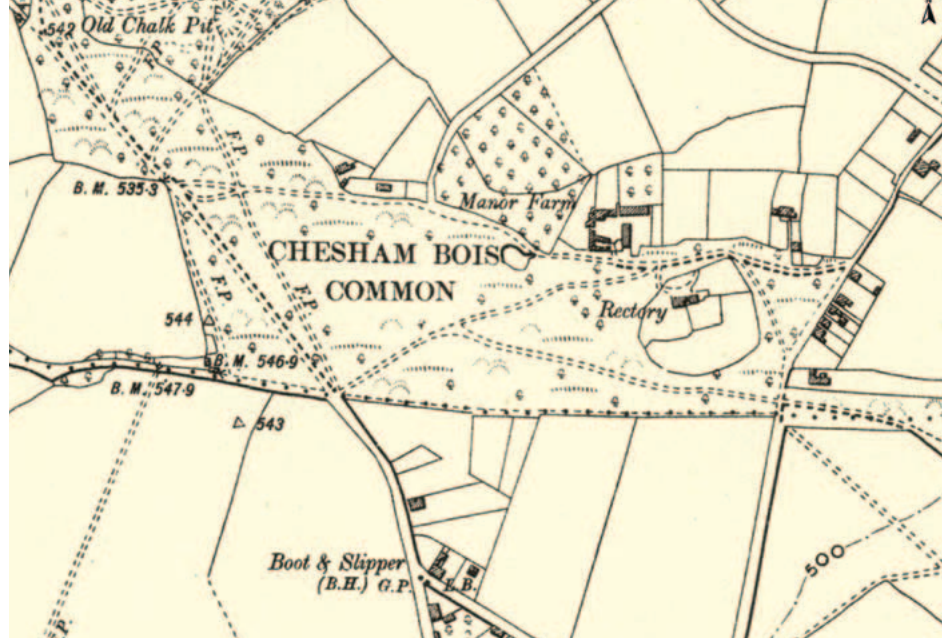 542 Old Chalk Pit
F.P.
F.P.
B.M. 535·3
Manor Farm
CHESHAM BOIS
COMMON
F.P.
F.P.
Rectory
544
B.M. 546·9
B.M. 547·9
543
500
Boot & Slipper
(B.H.) G.P.
L.B.
F.P.